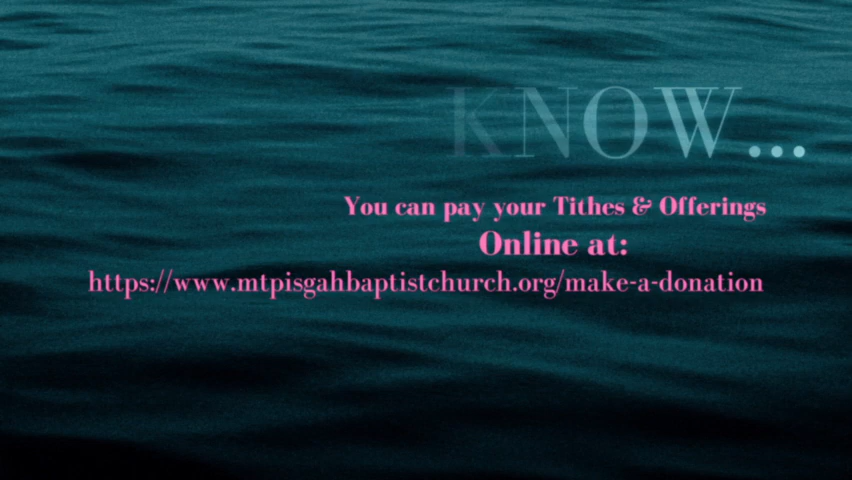 KNOW...
You can pay your Tithes & Offerings
Online at:
https://www.mtpisgahbaptistchurch.org/make-a-donation